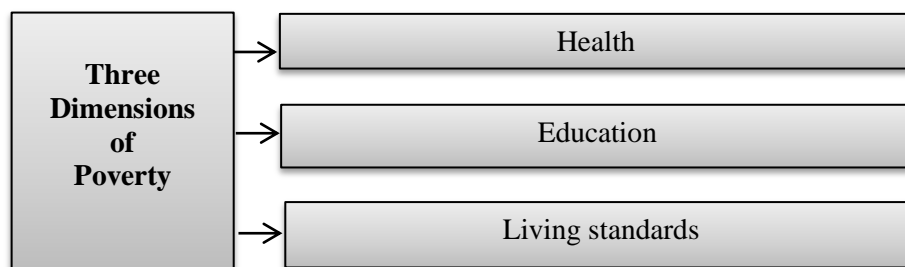 Three
Dimensions
of
Poverty
Health
Education
Living standards